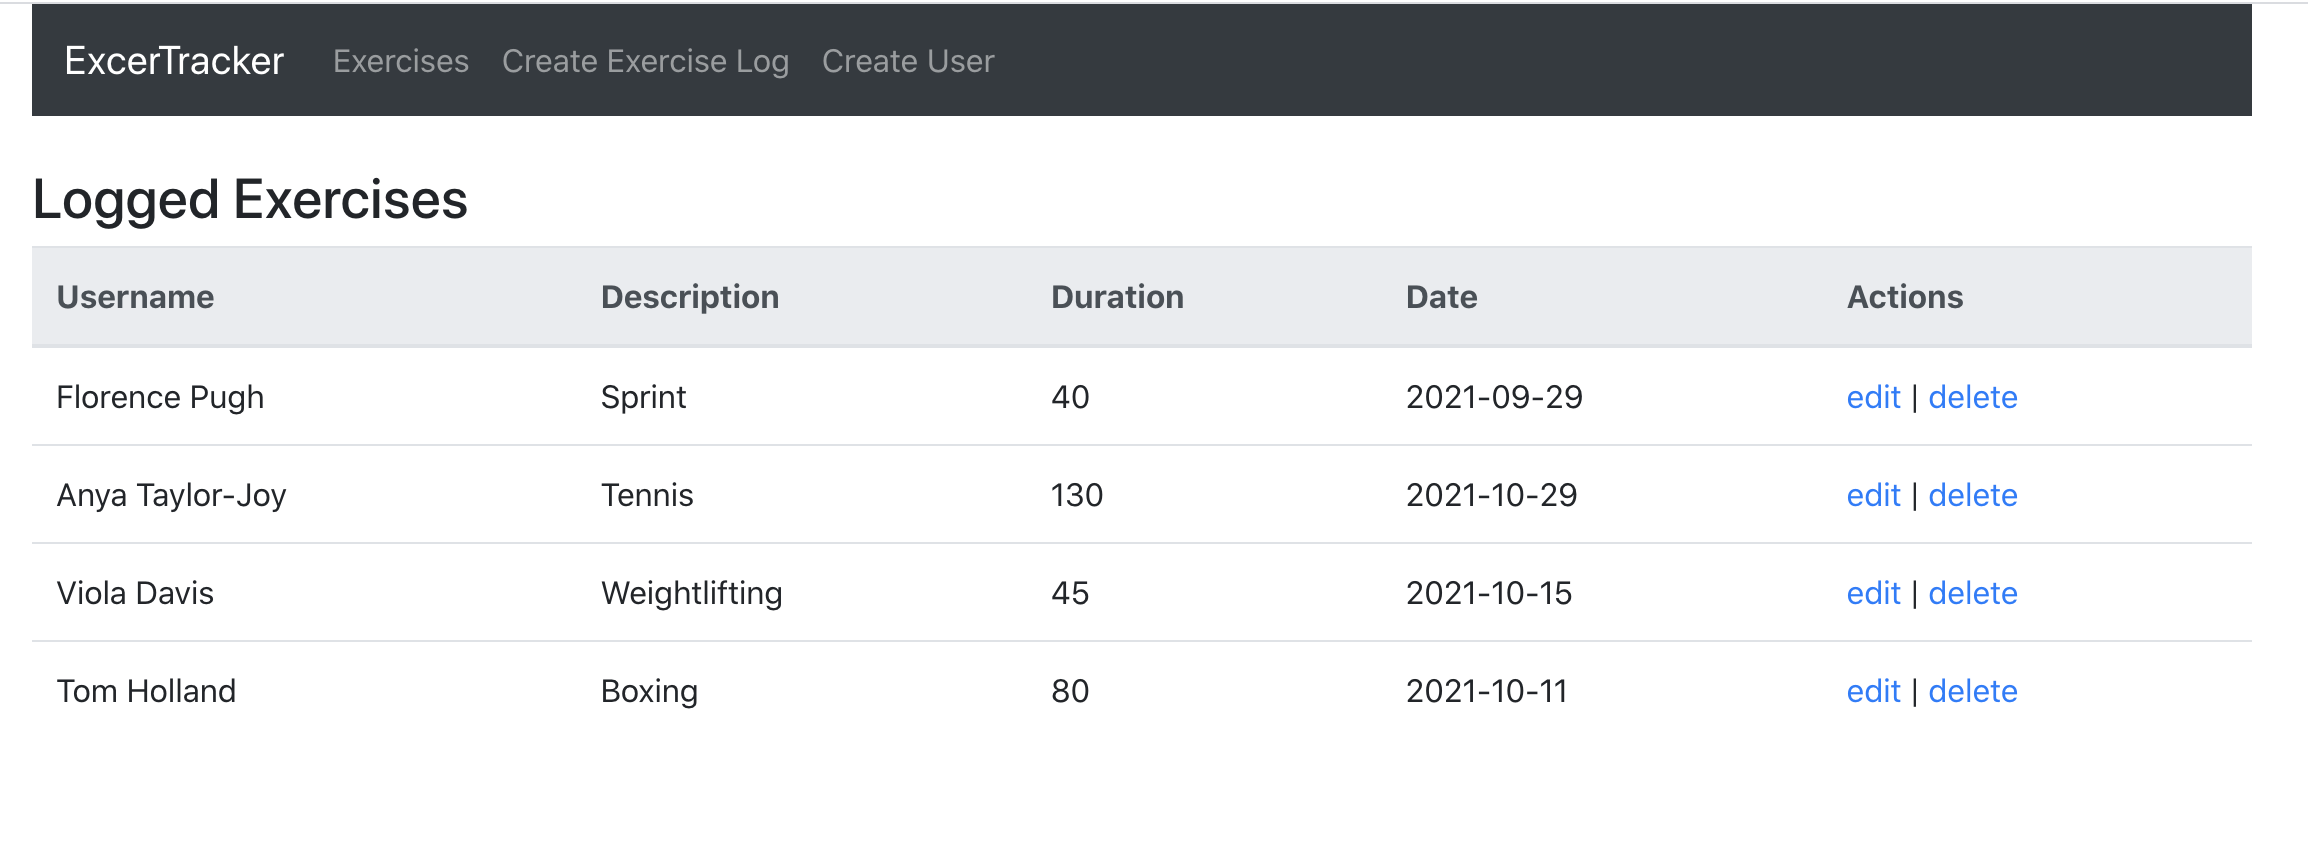 ExcerTracker Exercises Create Exercise Log Create User
Logged Exercises
Username Description Duration Date Actions
Florence Pugh Sprint 40 2021-09-29 edit | delete
Anya Taylor-Joy Tennis 130 2021-10-29 edit | delete
Viola Davis Weightlifting 45 2021-10-15 edit | delete
Tom Holland Boxing 80 2021-10-11 edit | delete